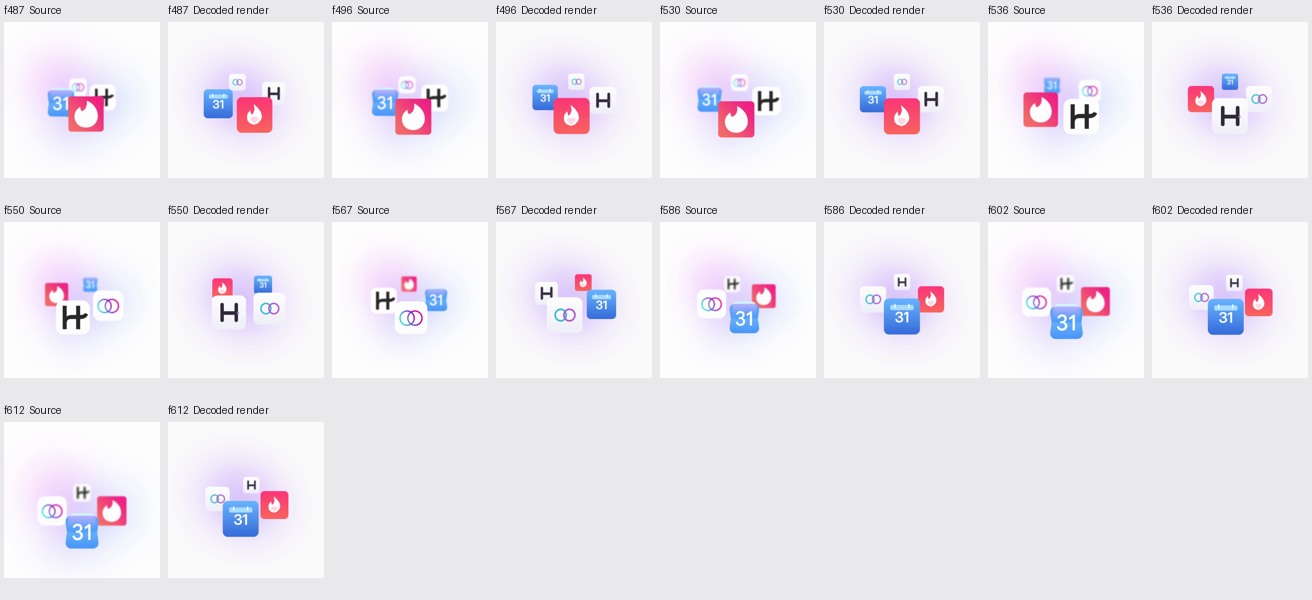 f487 Source
f487 Decoded render
f496 Source
f496 Decoded render
f530 Source
f530 Decoded render
f536 Source
f536 Decoded render
31
H
31
H
31
H
31
H
31
H
31
H
31
H
31
H
f550 Source
f550 Decoded render
f567 Source
f567 Decoded render
f586 Source
f586 Decoded render
f602 Source
f602 Decoded render
31
H
31
H
31
H
31
H
31
H
31
H
31
H
31
H
f612 Source
f612 Decoded render
31
H
31
H